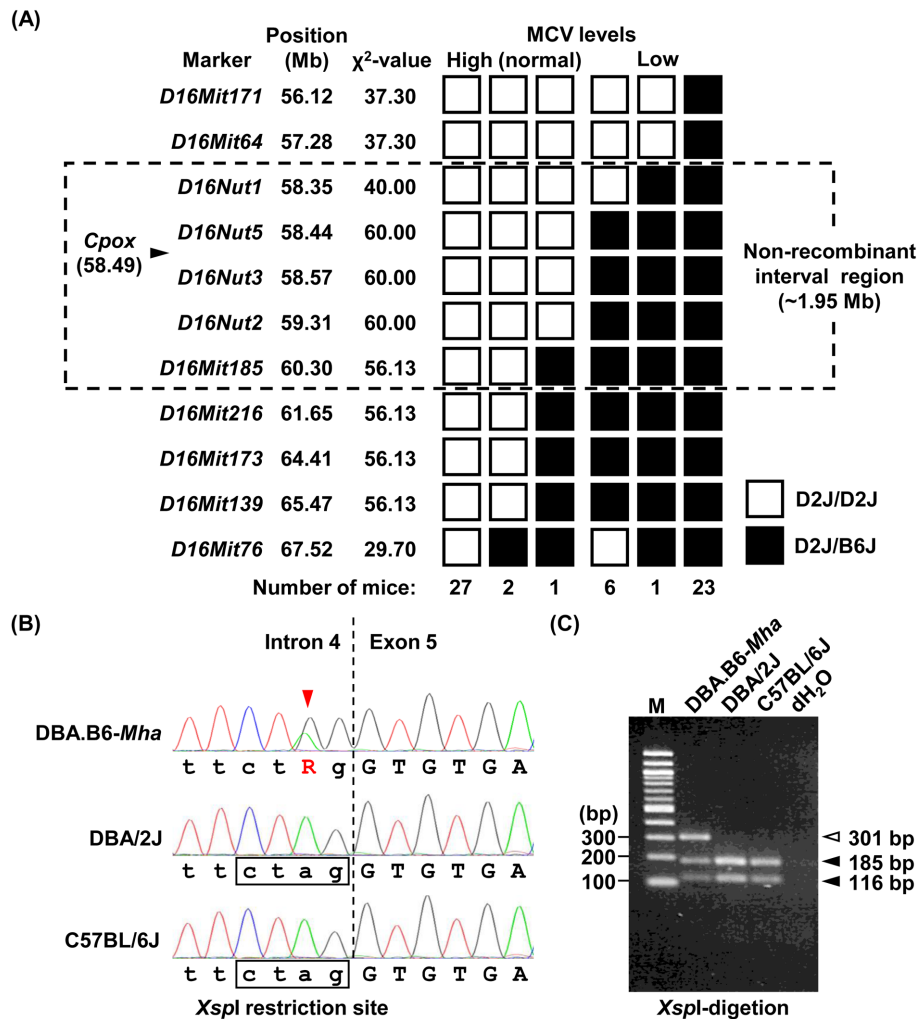 (A)
Marker Position (Mb) χ²-value MCV levels
High (normal) Low
D16Mit171 56.12 37.30
D16Mit64 57.28 37.30
D16Nut1 58.35 40.00
D16Nut5 58.44 60.00
Cpox (58.49)
D16Nut3 58.57 60.00
D16Nut2 59.31 60.00
D16Mit185 60.30 56.13
Non-recombinant
interval region
(~1.95 Mb)
D16Mit216 61.65 56.13
D16Mit173 64.41 56.13
D16Mit139 65.47 56.13
D16Mit76 67.52 29.70
D2J/D2J
D2J/B6J
Number of mice: 27 2 1 6 1 23
(B)
Intron 4 Exon 5
DBA.B6-Mha
t t c t R g G T G T G A
DBA/2J
t t c t a g G T G T G A
C57BL/6J
t t c t a g G T G T G A
XspI restriction site
(C)
M DBA.B6-Mha DBA/2J C57BL/6J dH₂O
(bp)
300
200
100
301 bp
185 bp
116 bp
XspI-digetion